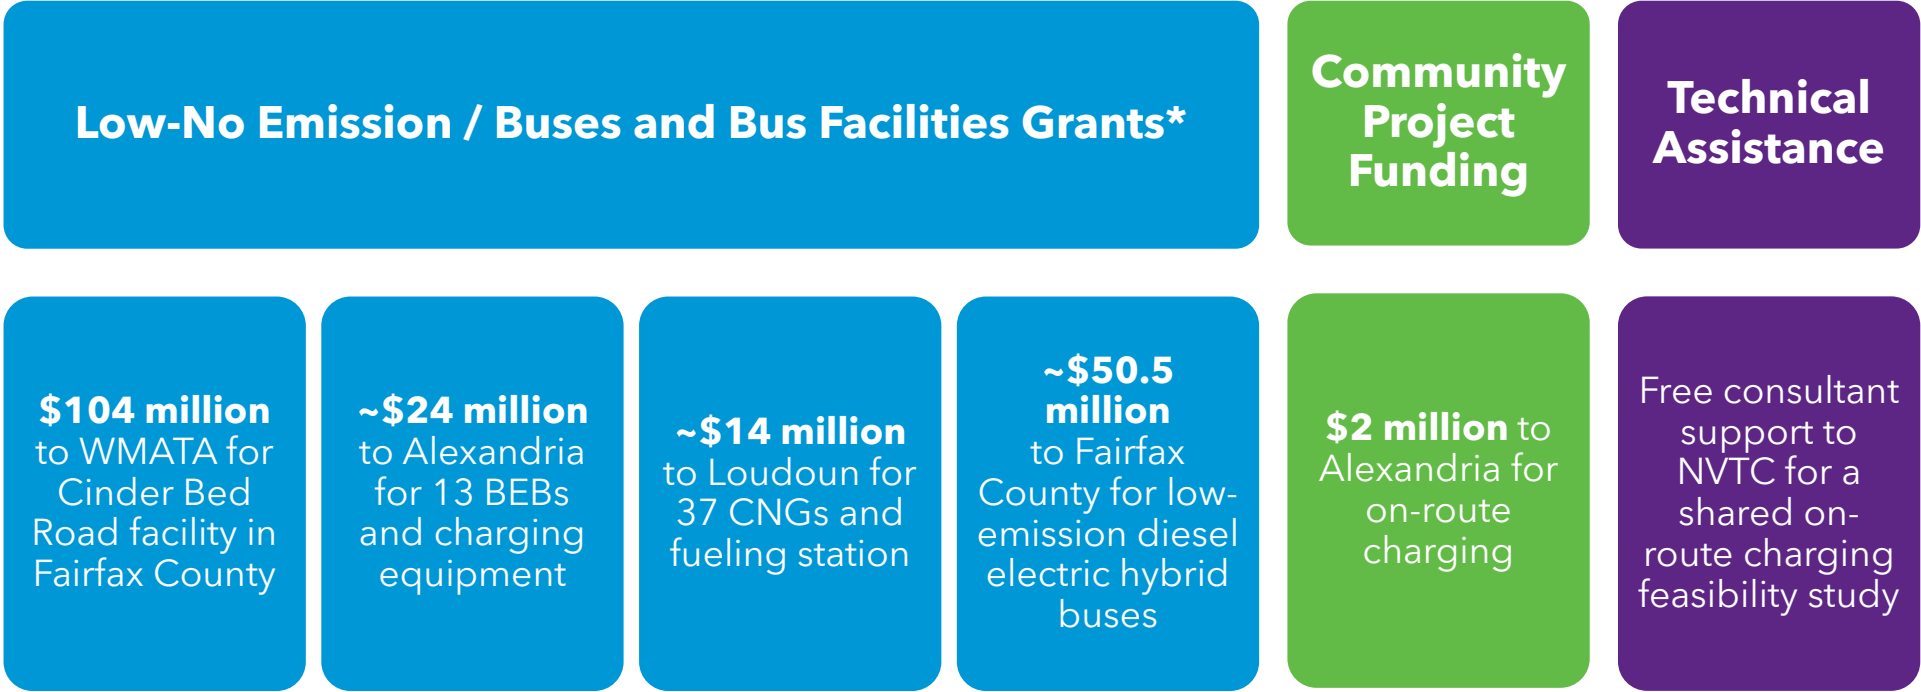 Low-No Emission / Buses and Bus Facilities Grants*
Community
Project
Funding
Technical
Assistance
$104 million
to WMATA for
Cinder Bed
Road facility in
Fairfax County
~$24 million
to Alexandria
for 13 BEBs
and charging
equipment
~$14 million
to Loudoun for
37 CNGs and
fueling station
~$50.5
million
to Fairfax
County for low-
emission diesel
electric hybrid
buses
$2 million to
Alexandria for
on-route
charging
Free consultant
support to
NVTC for a
shared on-
route charging
feasibility study